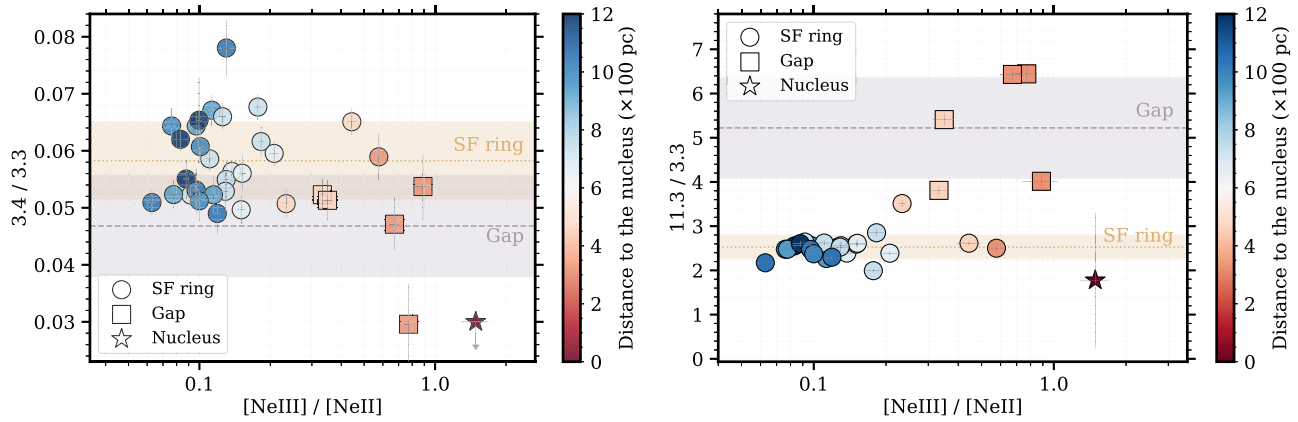 0.08
0.07
0.06
0.05
0.04
0.03
3.4 / 3.3
SF ring
Gap
SF ring
Gap
Nucleus
0.1
1.0
[NeIII] / [NeII]
12
10
8
6
4
2
0
Distance to the nucleus (×100 pc)
7
6
5
4
3
2
1
0
11.3 / 3.3
SF ring
Gap
Nucleus
Gap
SF ring
0.1
1.0
[NeIII] / [NeII]
12
10
8
6
4
2
0
Distance to the nucleus (×100 pc)